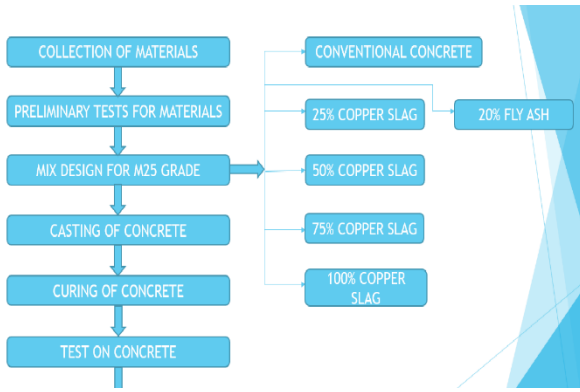 COLLECTION OF MATERIALS
PRELIMINARY TESTS FOR MATERIALS
MIX DESIGN FOR M25 GRADE
CASTING OF CONCRETE
CURING OF CONCRETE
TEST ON CONCRETE
CONVENTIONAL CONCRETE
25% COPPER SLAG
20% FLY ASH
50% COPPER SLAG
75% COPPER SLAG
100% COPPER
SLAG